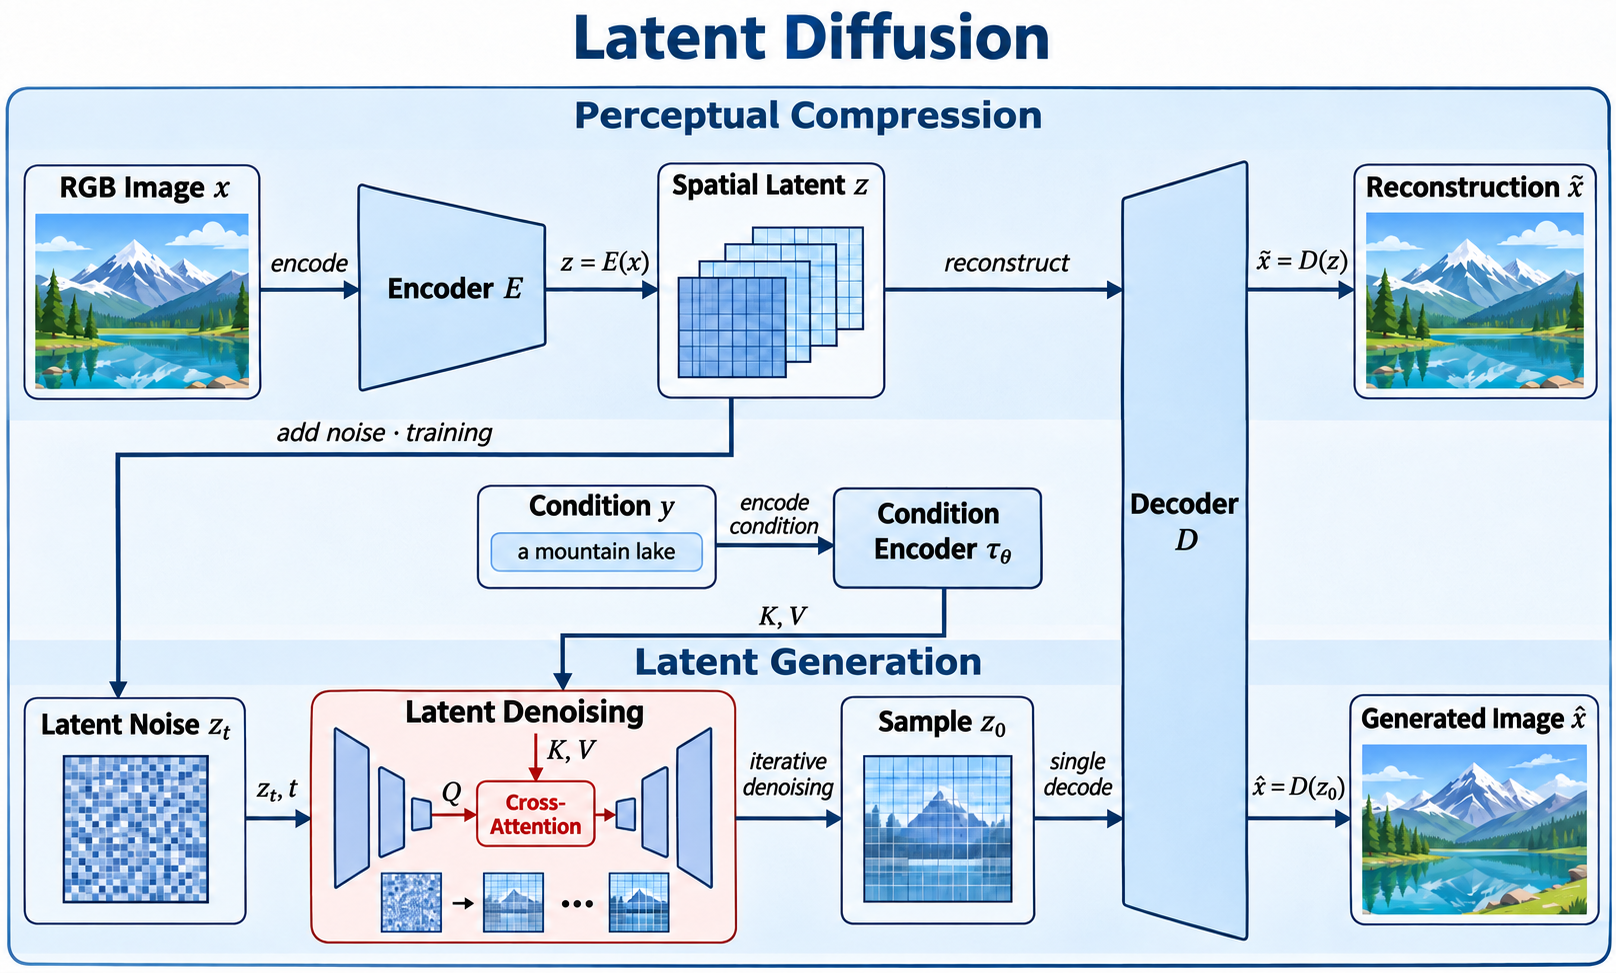 Latent Diffusion
Perceptual Compression
RGB Image x
encode
Encoder E
z = E(x)
Spatial Latent z
reconstruct
x̃ = D(z)
Reconstruction x̃
add noise · training
Condition y
a mountain lake
encode
condition
Condition
Encoder τθ
Decoder
D
K, V
Latent Generation
Latent Noise zt
zt, t
Latent Denoising
K, V
Q
Cross-
Attention
iterative
denoising
Sample z0
single
decode
x̂ = D(z0)
Generated Image x̂